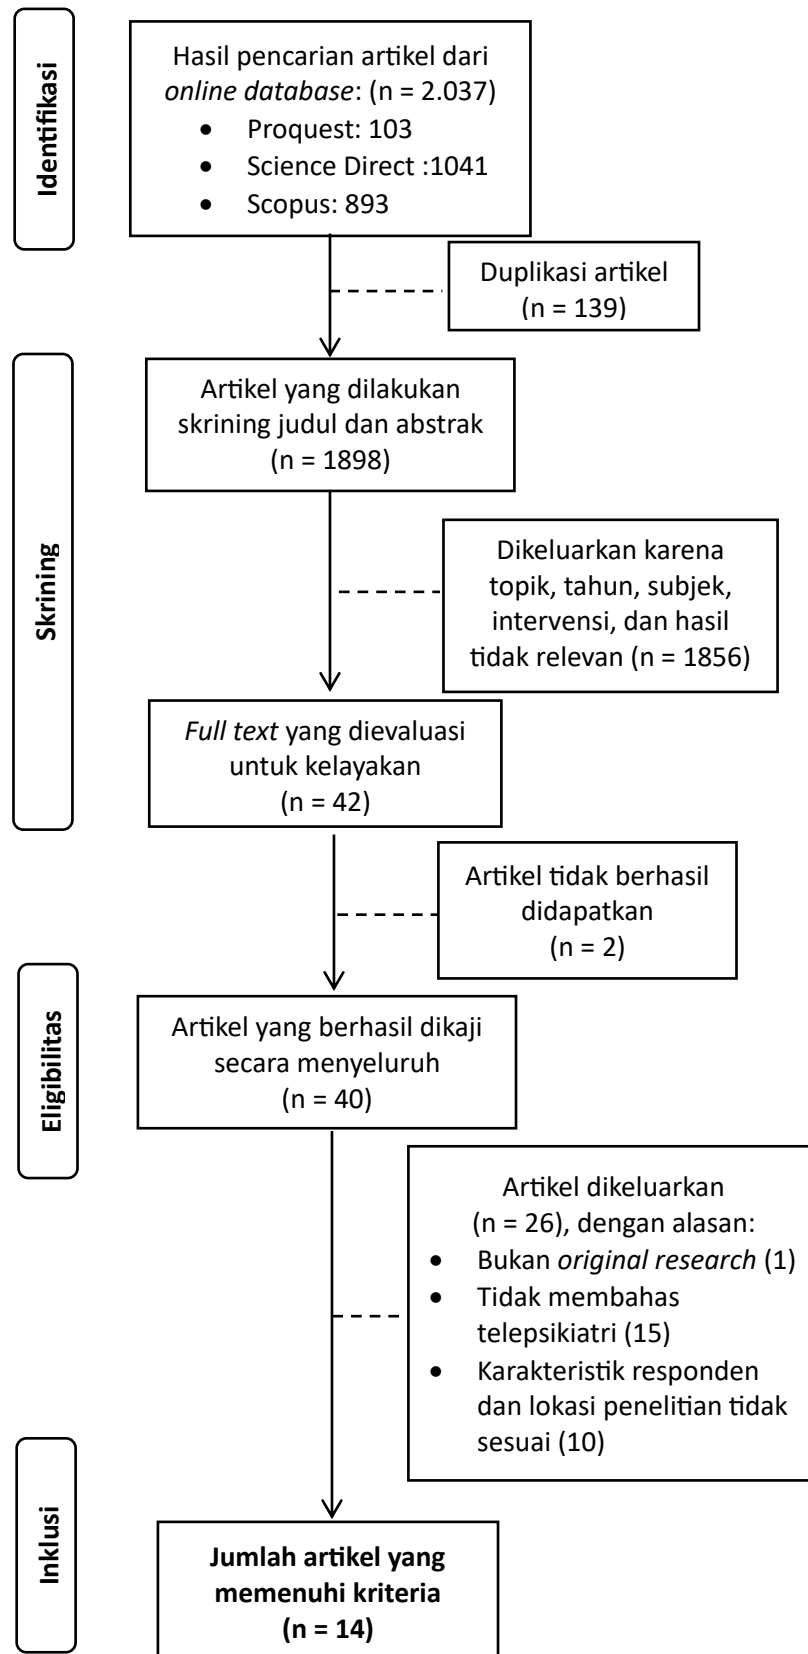 Identifikasi
Hasil pencarian artikel dari
online database: (n = 2.037)
• Proquest: 103
• Science Direct :1041
• Scopus: 893
Duplikasi artikel
(n = 139)
Skrining
Artikel yang dilakukan
skrining judul dan abstrak
(n = 1898)
Dikeluarkan karena
topik, tahun, subjek,
intervensi, dan hasil
tidak relevan (n = 1856)
Full text yang dievaluasi
untuk kelayakan
(n = 42)
Artikel tidak berhasil
didapatkan
(n = 2)
Eligibilitas
Artikel yang berhasil dikaji
secara menyeluruh
(n = 40)
Artikel dikeluarkan
(n = 26), dengan alasan:
• Bukan original research (1)
• Tidak membahas
telepsikiatri (15)
• Karakteristik responden
dan lokasi penelitian tidak
sesuai (10)
Inklusi
Jumlah artikel yang
memenuhi kriteria
(n = 14)